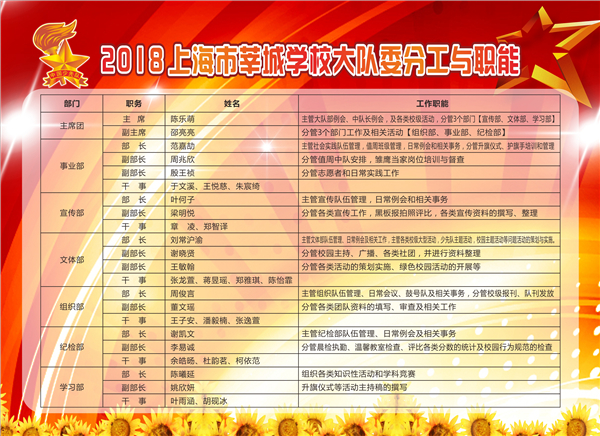 2018上海市莘城学校大队委分工与职能
部门 职务 姓名 工作职能
主席团 主 席 陈乐萌 主管大队部例会、中队长例会，及各类校级活动，分管3个部门【宣传部、文体部、学习部】
副主席 邵亮亮 分管3个部门工作及相关活动【组织部、事业部、纪检部】
事业部 部 长 范嘉劼 主管社会实践队伍管理，值周班级管理，日常例会和相关事务，分管升旗仪式、护旗手培训和管理
副部长 周兆欣 分管值周中队安排，雏鹰当家岗位培训与督查
副部长 殷王祯 分管志愿者和日常实践工作
干 事 于文溪、王悦慈、朱宸绮
宣传部 部 长 叶何子 主管宣传队伍管理，日常例会和相关事务
副部长 梁明悦 分管各类宣传工作，黑板报拍照评比，各类宣传资料的撰写、整理
干 事 章 凌、郑智泽
文体部 部 长 刘常沪渝 主管文体部队伍管理、日常例会及相关工作，主管各类校级大型活动，少先队主题活动，校园主题活动等问题活动的策划与实施。
副部长 谢晓贤 分管校园主持、广播、各类社团，并进行资料整理
副部长 王敏翰 分管各类活动的策划实施、绿色校园活动的开展等
干 事 张龙萱、蒋昱瑶、郑雅琪、陈怡霏
组织部 部 长 周俊言 主管组织队伍管理、日常会议、鼓号队及相关事务，分管校级报刊、队刊发放
副部长 董文瑶 分管各类团队资料的填写、审查及相关工作
干 事 王子安、潘毅楠、张逸萱
纪检部 部 长 谢凯文 主管纪检部队伍管理、日常例会及相关事务
副部长 李易诚 分管晨检执勤、温馨教室检查、评比各类分数的统计及校园行为规范的检查
干 事 余皓旸、杜韵茗、柯依范
学习部 部 长 陈曦延 组织各类知识性活动和学科竞赛
副部长 姚欣妍 升旗仪式等活动主持稿的撰写
干 事 叶雨涵、胡砚冰